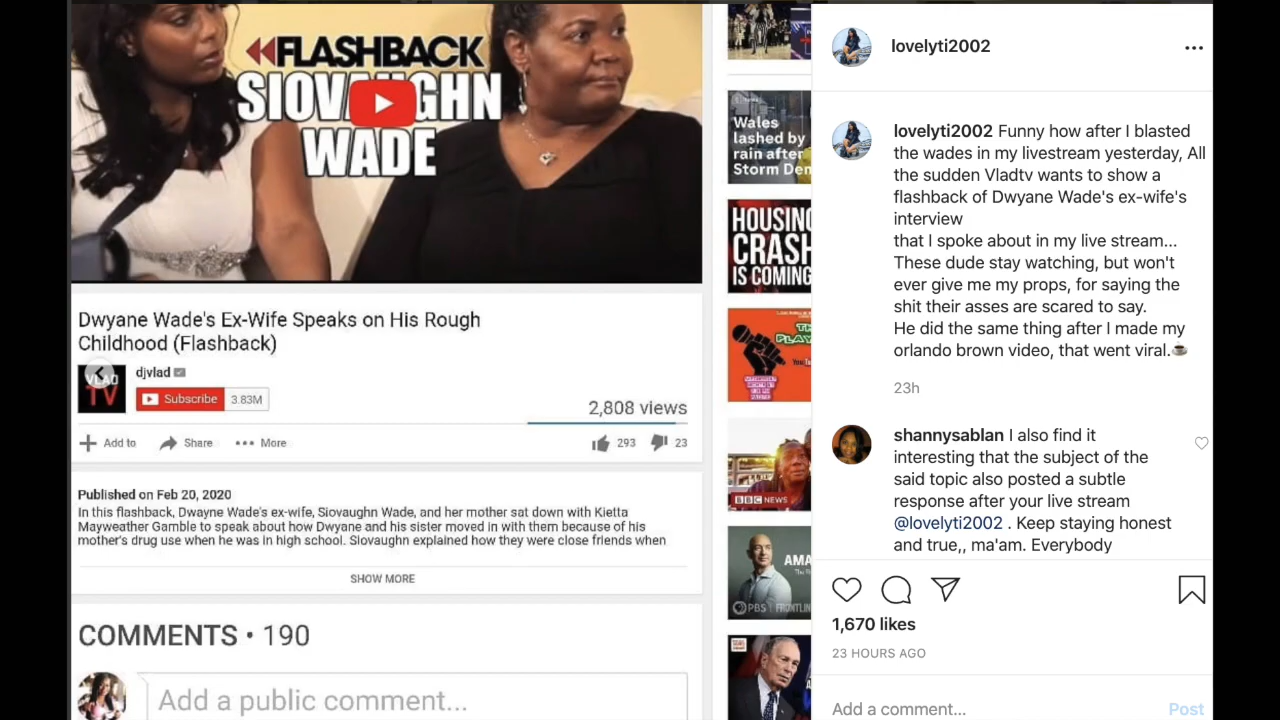 FLASHBACK
SIOVAUGHN
WADE
Dwyane Wade's Ex-Wife Speaks on His Rough
Childhood (Flashback)
djvlad
VLAD
TV
Subscribe 3.83M
2,808 views
Add to Share More 293 23
Published on Feb 20, 2020
In this flashback, Dwayne Wade's ex-wife, Siovaughn Wade, and her mother sat down with Kietta
Mayweather Gamble to speak about how Dwyane and his sister moved in with them because of his
mother's drug use when he was in high school. Siovaughn explained how they were close friends when
SHOW MORE
COMMENTS • 190
Add a public comment...
Wales
lashed by
rain after
Storm Den
HOUSING
CRASH
IS COMING
PLAY
BBC NEWS
AMA
PBS FRONTLIN
lovelyti2002
lovelyti2002 Funny how after I blasted
the wades in my livestream yesterday, All
the sudden Vladtv wants to show a
flashback of Dwyane Wade's ex-wife's
interview
that I spoke about in my live stream...
These dude stay watching, but won't
ever give me my props, for saying the
shit their asses are scared to say.
He did the same thing after I made my
orlando brown video, that went viral.☕
23h
shannysablan I also find it
interesting that the subject of the
said topic also posted a subtle
response after your live stream
@lovelyti2002 . Keep staying honest
and true,, ma'am. Everybody
1,670 likes
23 HOURS AGO
Add a comment... Post